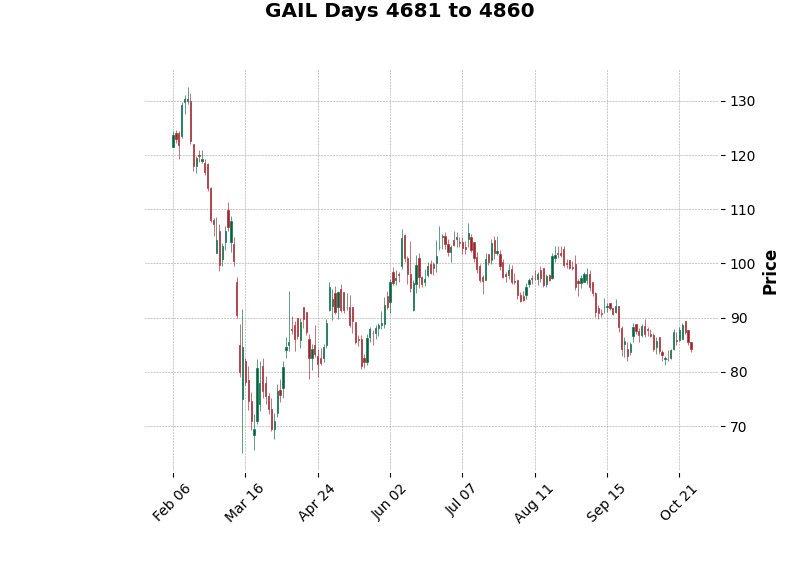 GAIL Days 4681 to 4860
130
120
110
100
90
80
70
Price
Feb 06
Mar 16
Apr 24
Jun 02
Jul 07
Aug 11
Sep 15
Oct 21